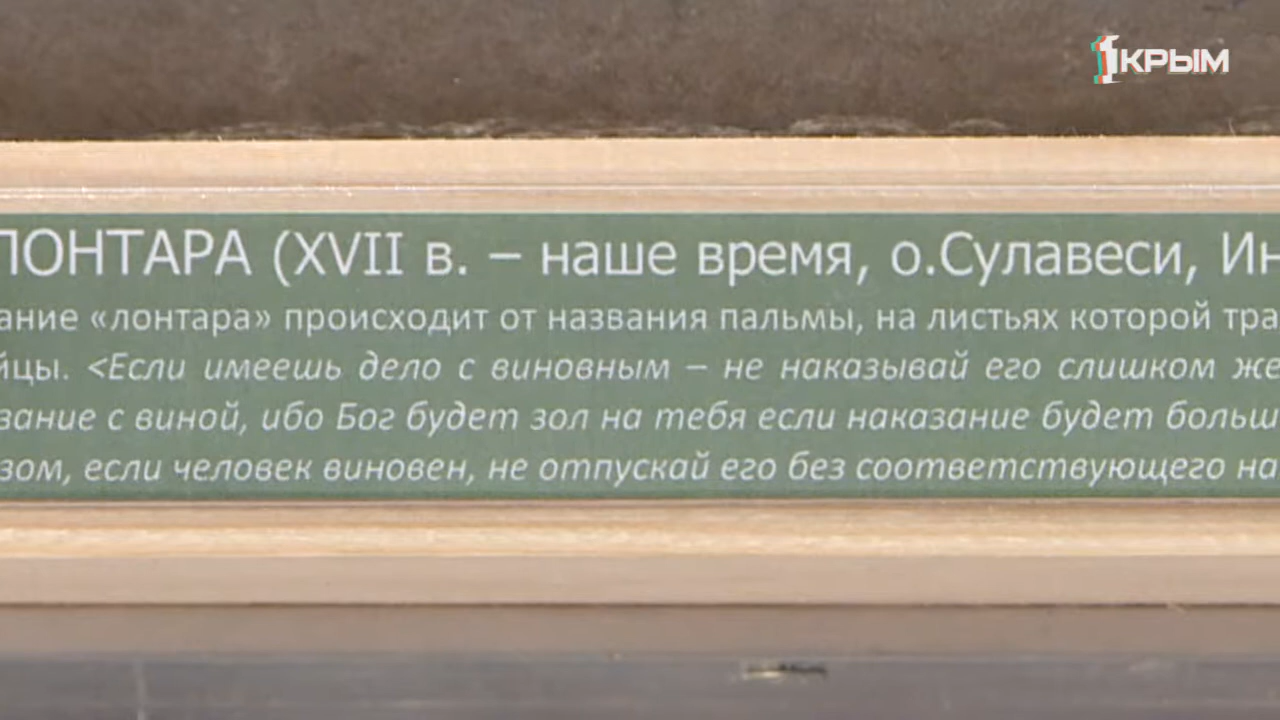 1КРЫМ
ЛОНТАРА (XVII в. – наше время, о.Сулавеси, Ин
ание «лонтара» происходит от названия пальмы, на листьях которой тра
йцы. <Если имеешь дело с виновным – не наказывай его слишком же
зание с виной, ибо Бог будет зол на тебя если наказание будет больш
зом, если человек виновен, не отпускай его без соответствующего на